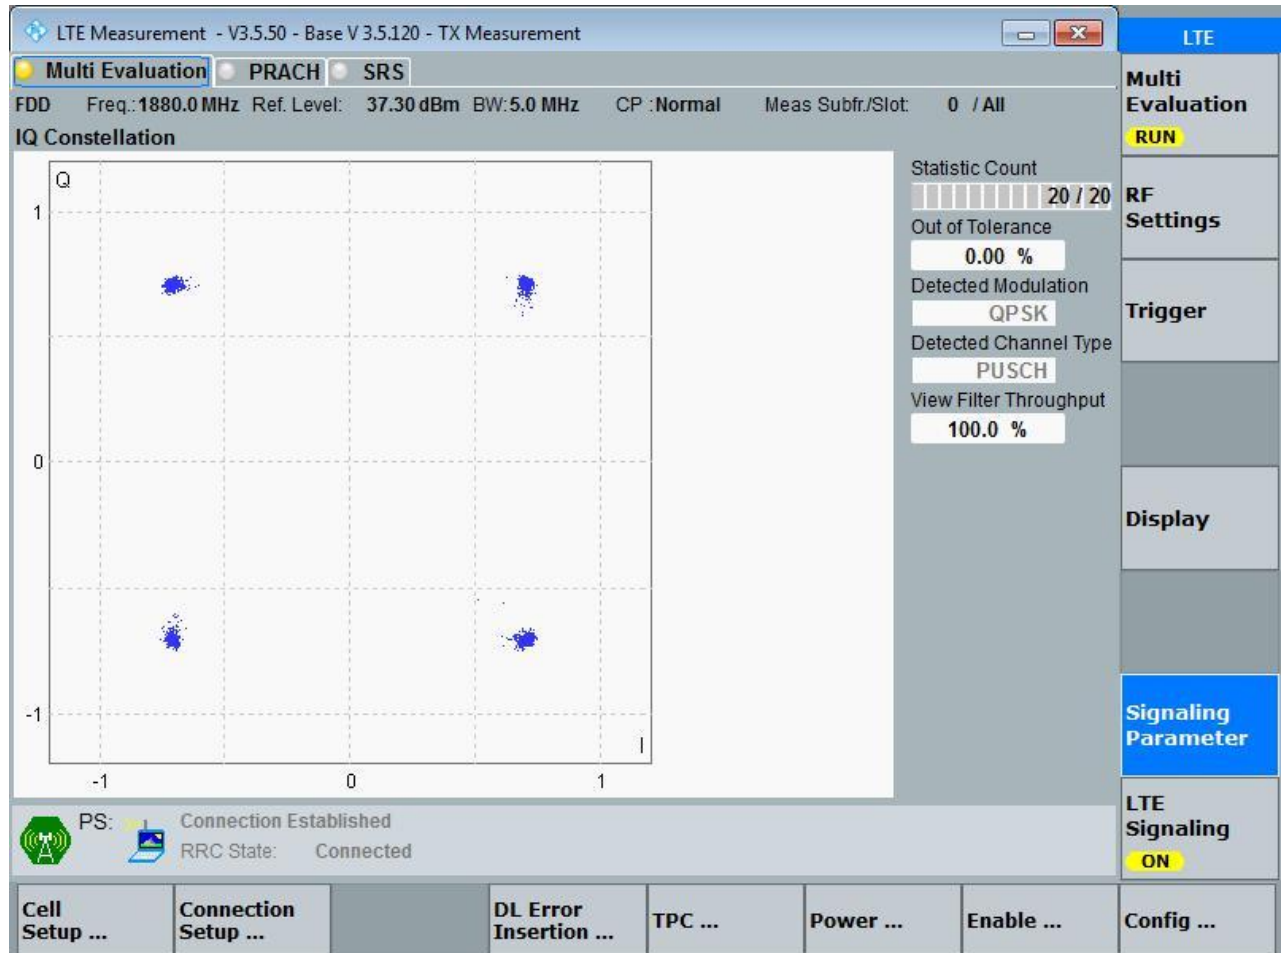 LTE Measurement - V3.5.50 - Base V 3.5.120 - TX Measurement
LTE
Multi Evaluation PRACH SRS
FDD Freq.: 1880.0 MHz Ref. Level: 37.30 dBm BW: 5.0 MHz CP : Normal Meas Subfr./Slot: 0 / All
IQ Constellation
Q
1
0
-1
I
-1 0 1
Statistic Count
20 / 20
Out of Tolerance
0.00 %
Detected Modulation
QPSK
Detected Channel Type
PUSCH
View Filter Throughput
100.0 %
Multi
Evaluation
RUN
RF
Settings
Trigger
Display
Signaling
Parameter
LTE
Signaling
ON
PS: Connection Established
RRC State: Connected
Cell
Setup ...
Connection
Setup ...
DL Error
Insertion ...
TPC ...
Power ...
Enable ...
Config ...